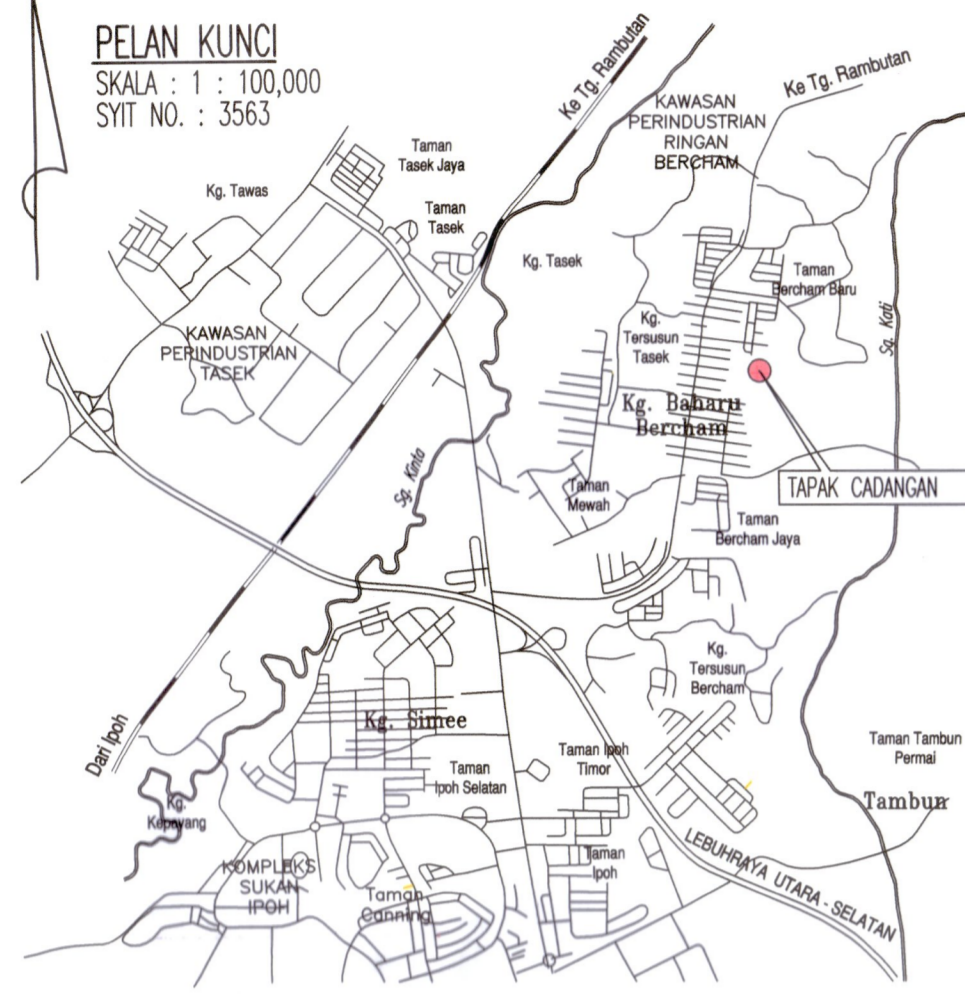 PELAN KUNCI
SKALA : 1 : 100,000
SYIT NO. : 3563
Ke Tg. Rambutan
Ke Tg. Rambutan
KAWASAN
PERINDUSTRIAN
RINGAN
BERCHAM
Taman
Tasek Jaya
Kg. Tawas
Taman
Tasek
Kg. Tasek
Taman
Bercham Baru
Sg. Kati
Kg.
Tersusun
Tasek
KAWASAN
PERINDUSTRIAN
TASEK
Kg. Baharu
Bercham
Sg. Kinta
Taman
Mewah
TAPAK CADANGAN
Taman
Bercham Jaya
Kg.
Tersusun
Bercham
Dari Ipoh
Kg. Simee
Taman Ipoh
Timor
Taman
Ipoh Selatan
Taman Tambun
Permai
Tambun
Kg.
Kepayang
LEBUHRAYA UTARA - SELATAN
Taman
Ipoh
KOMPLEKS
SUKAN
IPOH
Taman
Canning